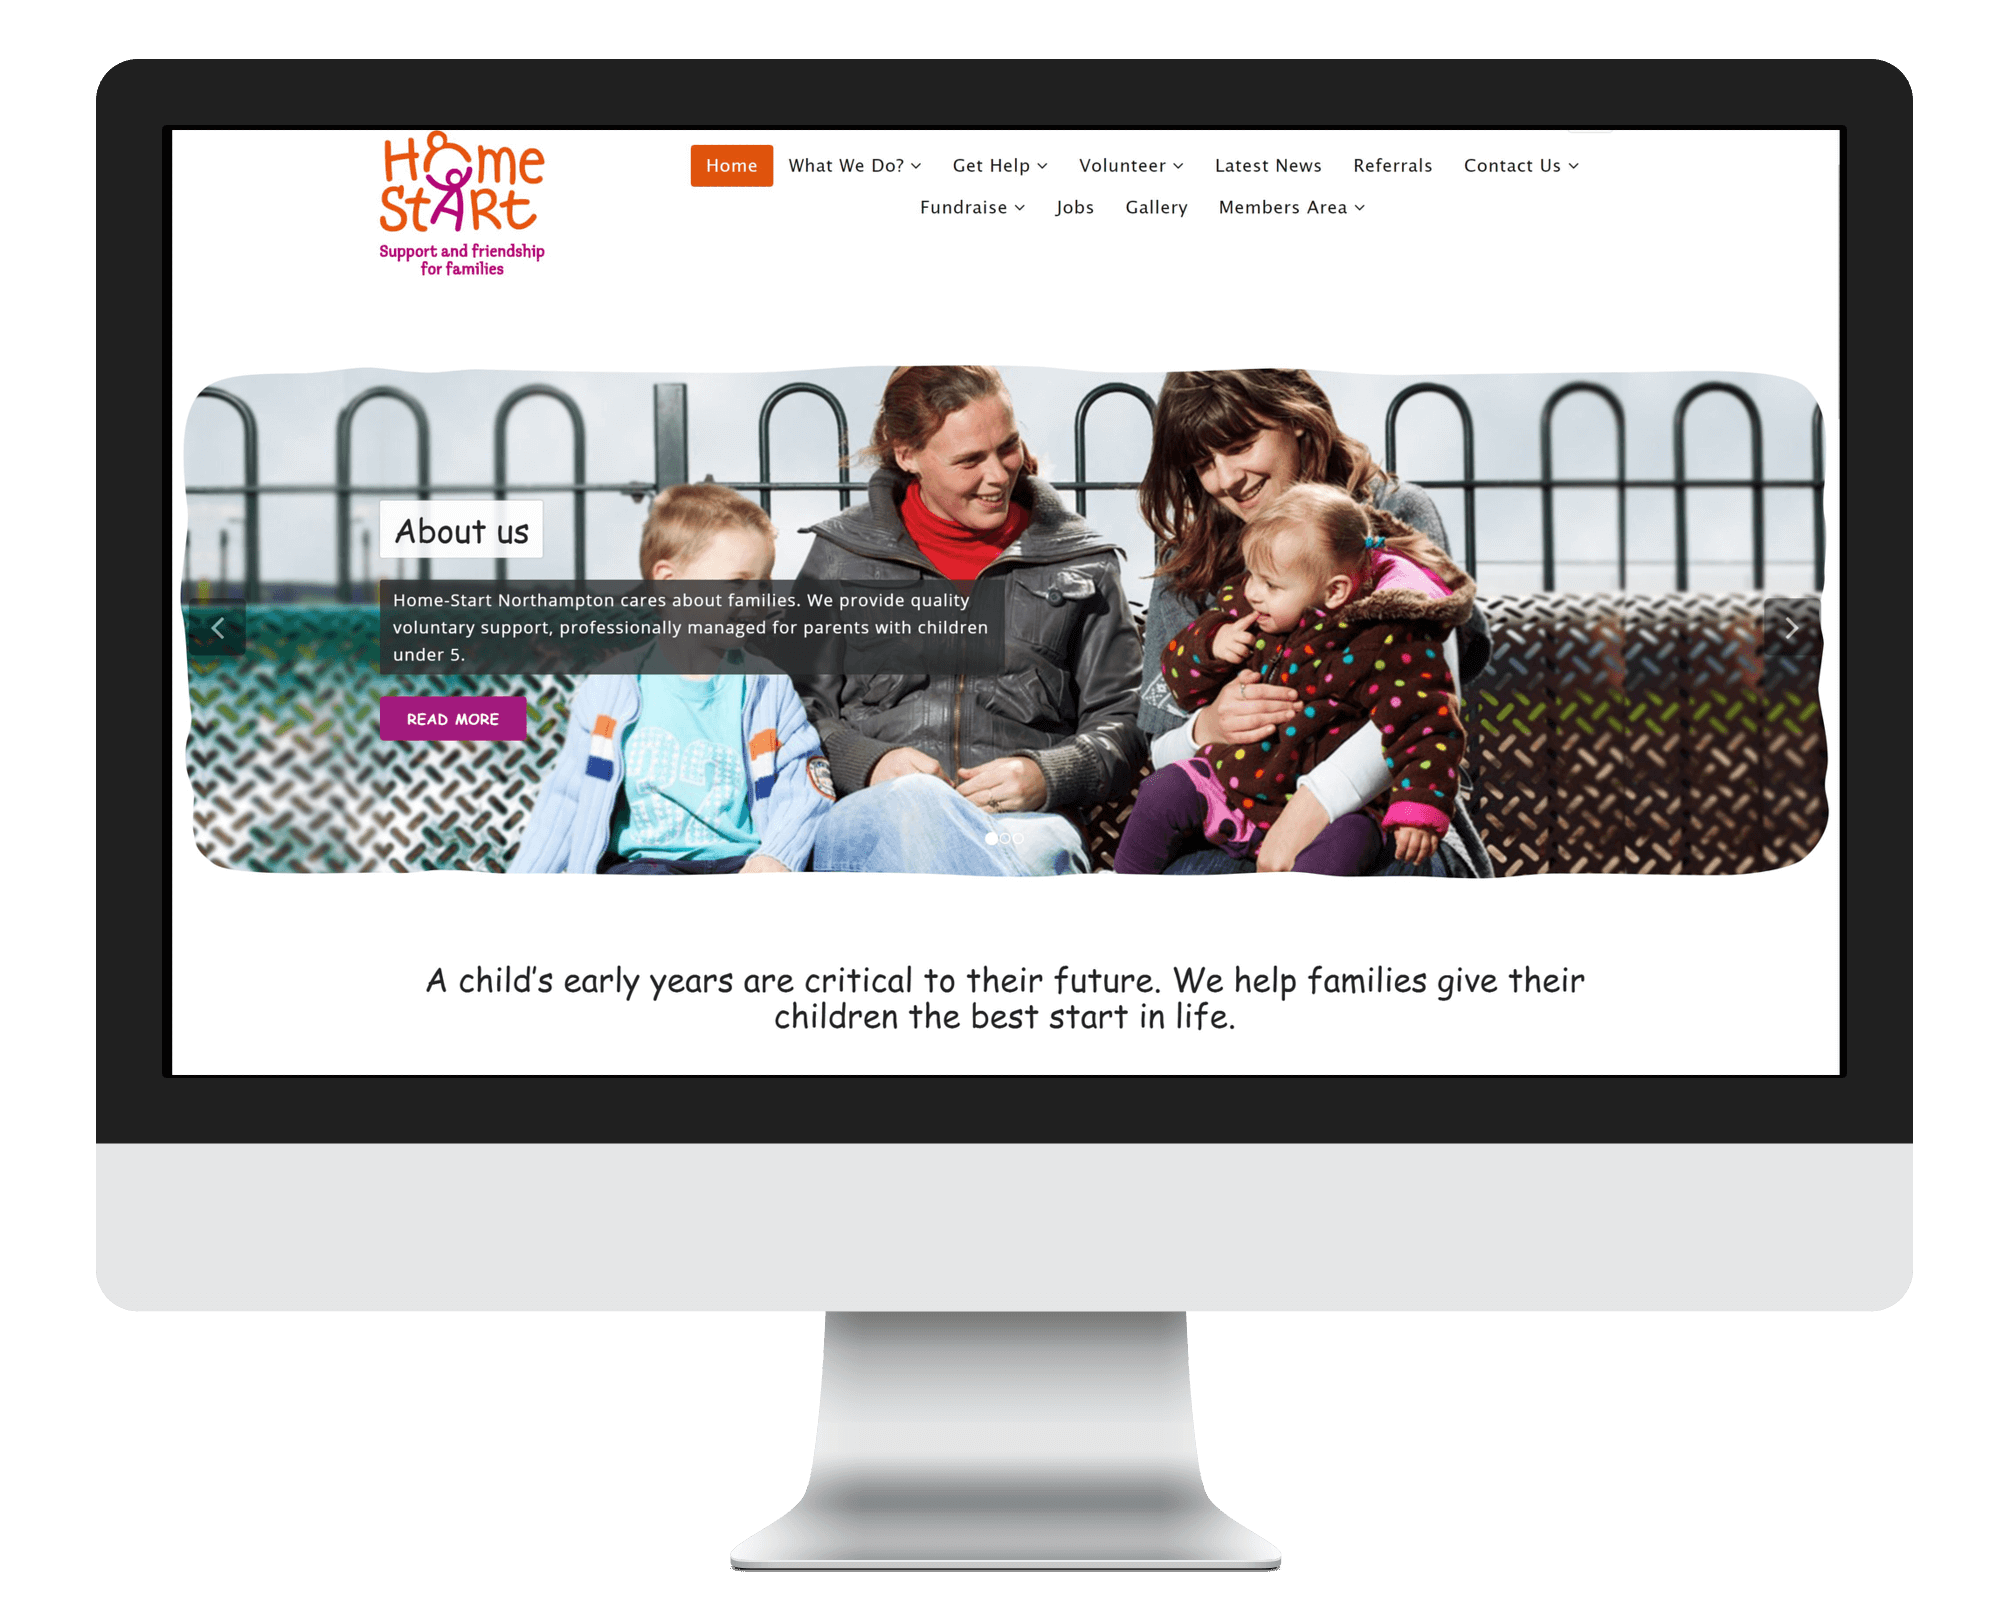 Home
Start
Support and friendship
for families
Home What We Do? Get Help Volunteer Latest News Referrals Contact Us
Fundraise Jobs Gallery Members Area
About us
Home-Start Northampton cares about families. We provide quality
voluntary support, professionally managed for parents with children
under 5.
READ MORE
A child's early years are critical to their future. We help families give their
children the best start in life.